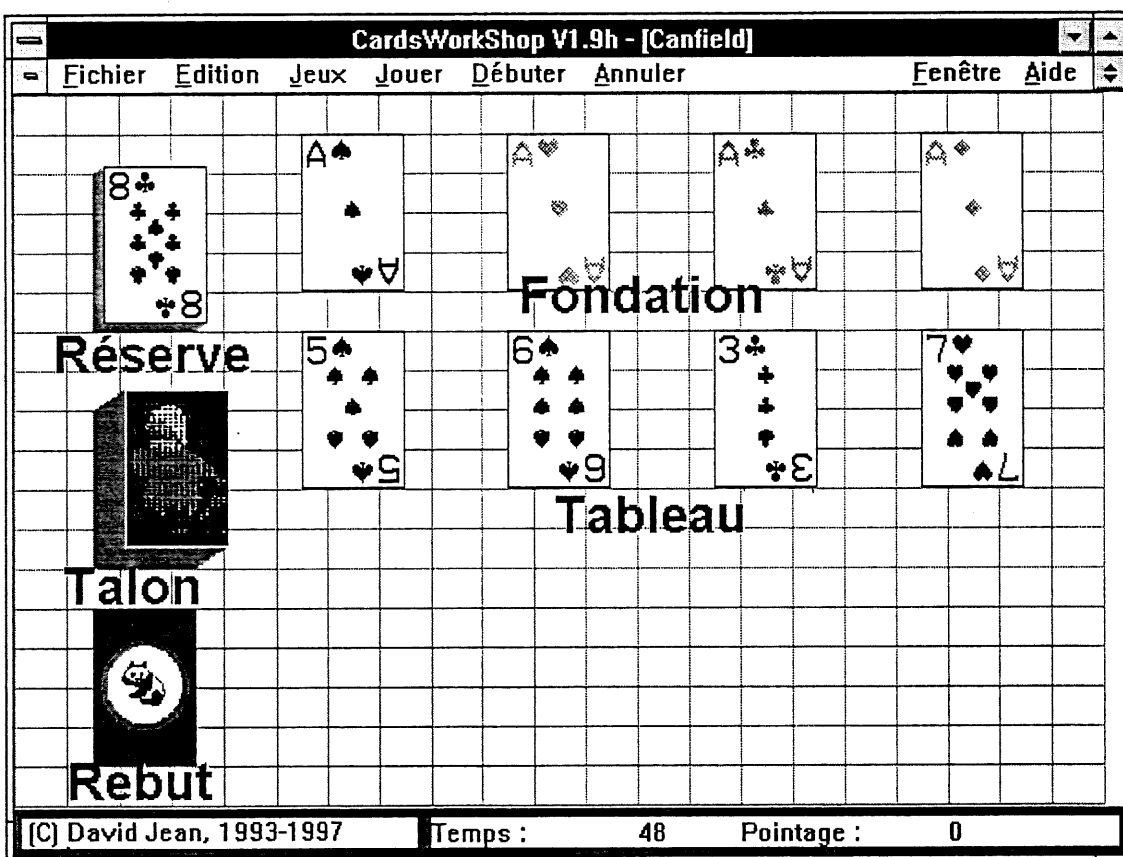 CardsWorkShop V1.9h - [Canfield]
Fichier Edition Jeux Jouer Débuter Annuler Fenêtre Aide
A A A A
8
A A A A
Fondation
8
Réserve
5 6 3 7
5 6 3 7
Tableau
Talon
Rebut
(C) David Jean, 1993-1997 Temps : 48 Pointage : 0